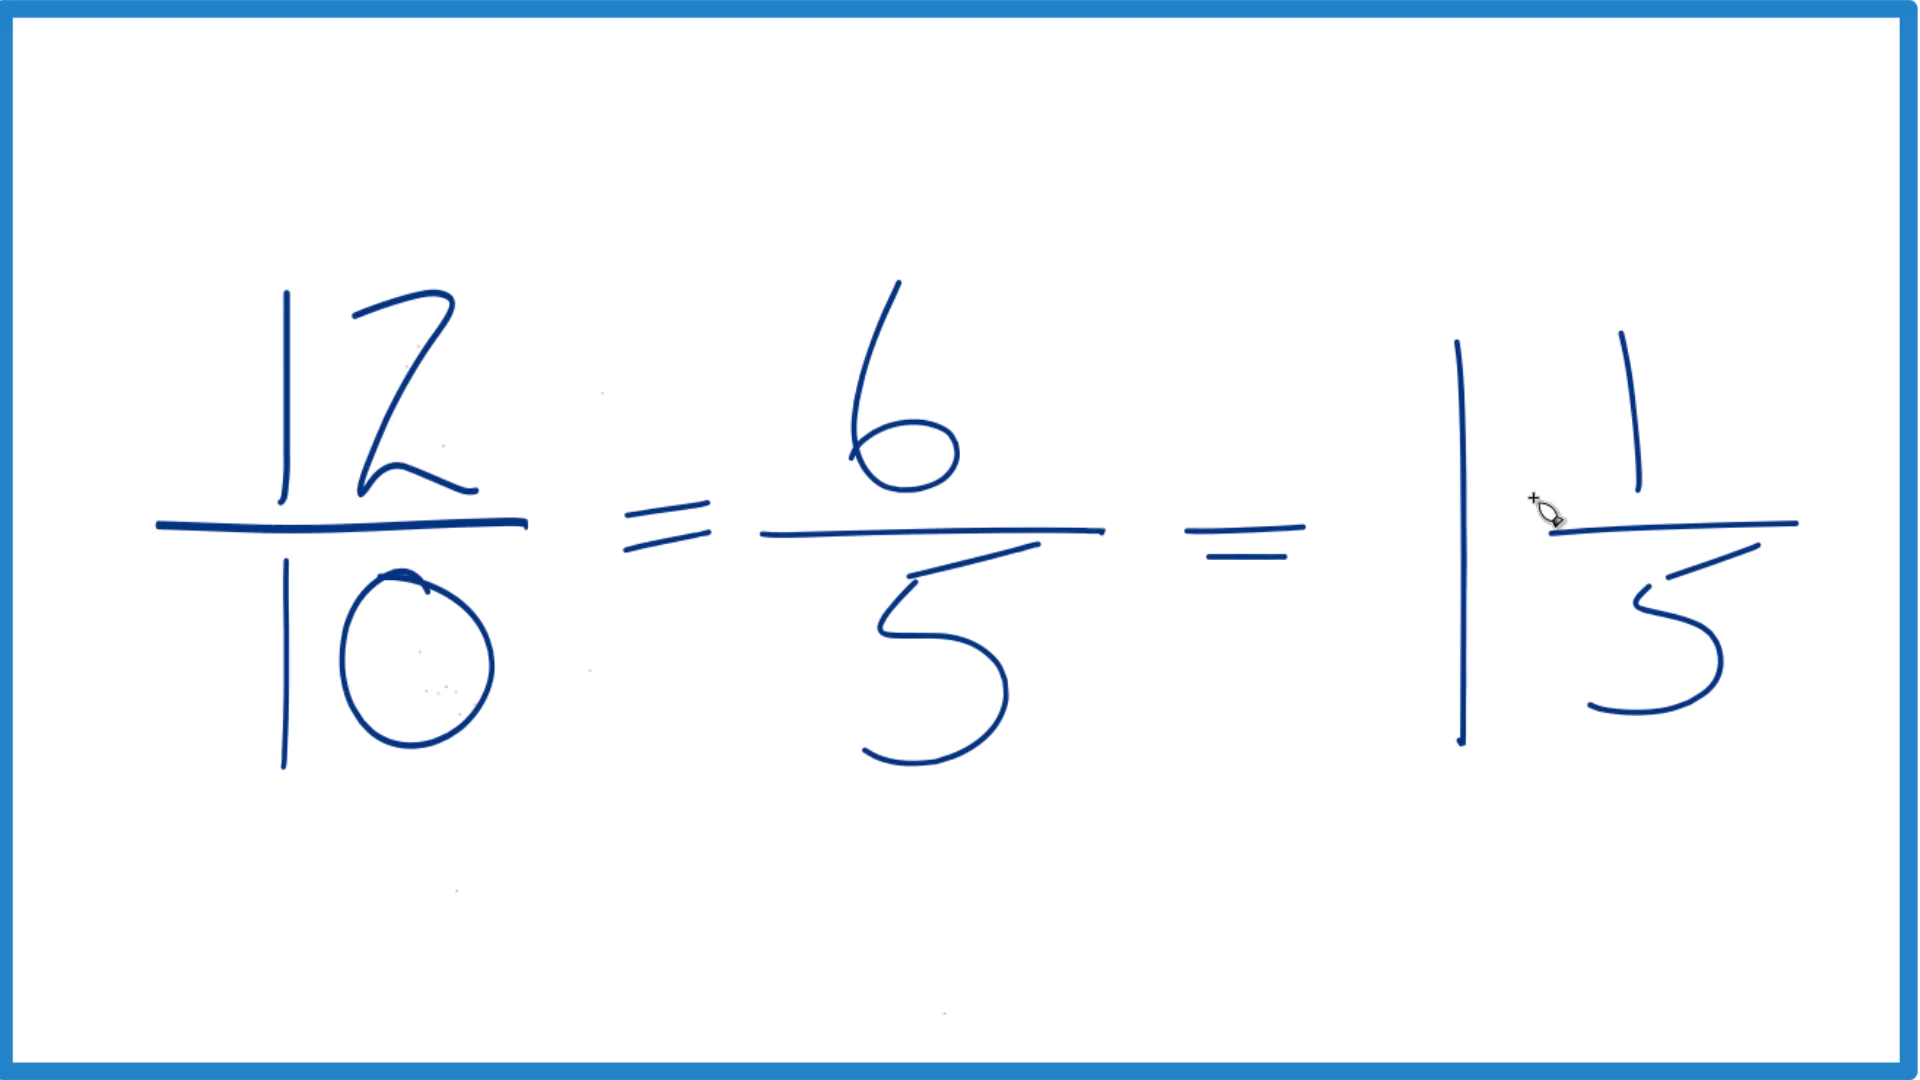 12/10 = 6/5 = 1 1/5